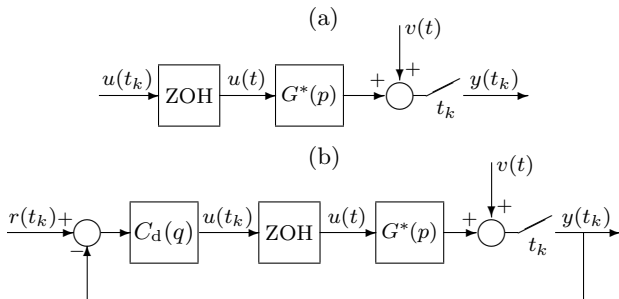 (a)
v(t)
u(t_k) ZOH u(t) G*(p) + + t_k y(t_k)
(b)
v(t)
r(t_k) + − C_d(q) u(t_k) ZOH u(t) G*(p) + + t_k y(t_k)